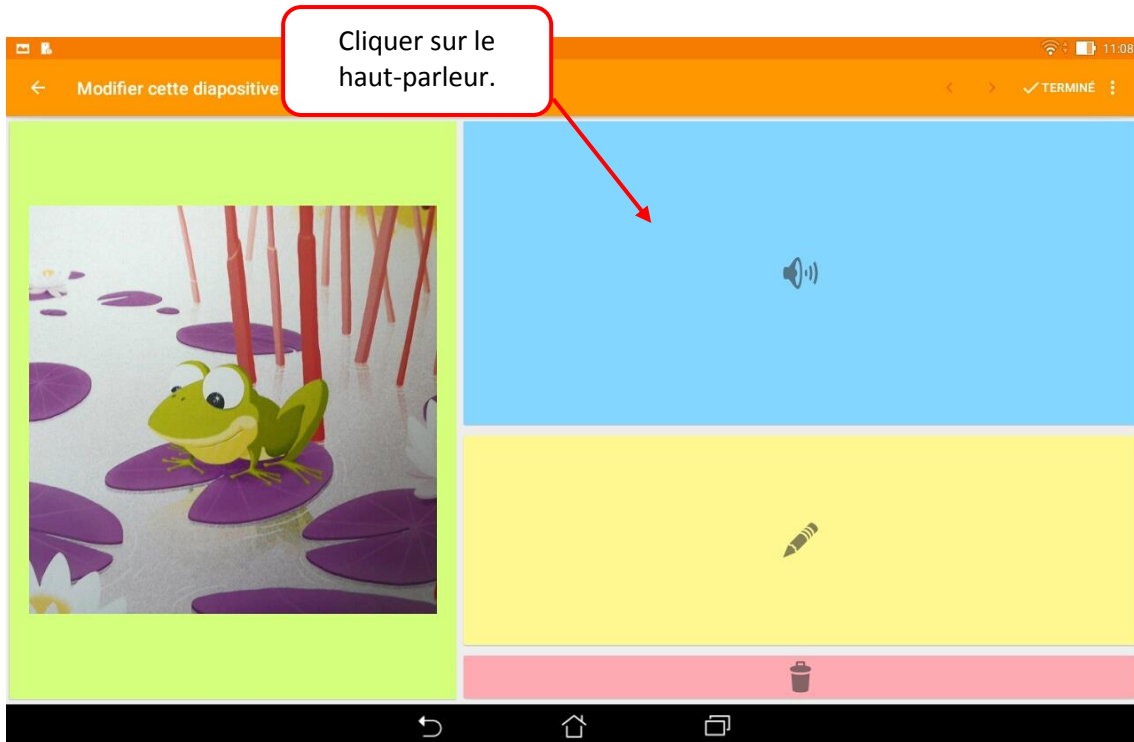 Cliquer sur le
haut-parleur.
11:08
Modifier cette diapositive
TERMINÉ